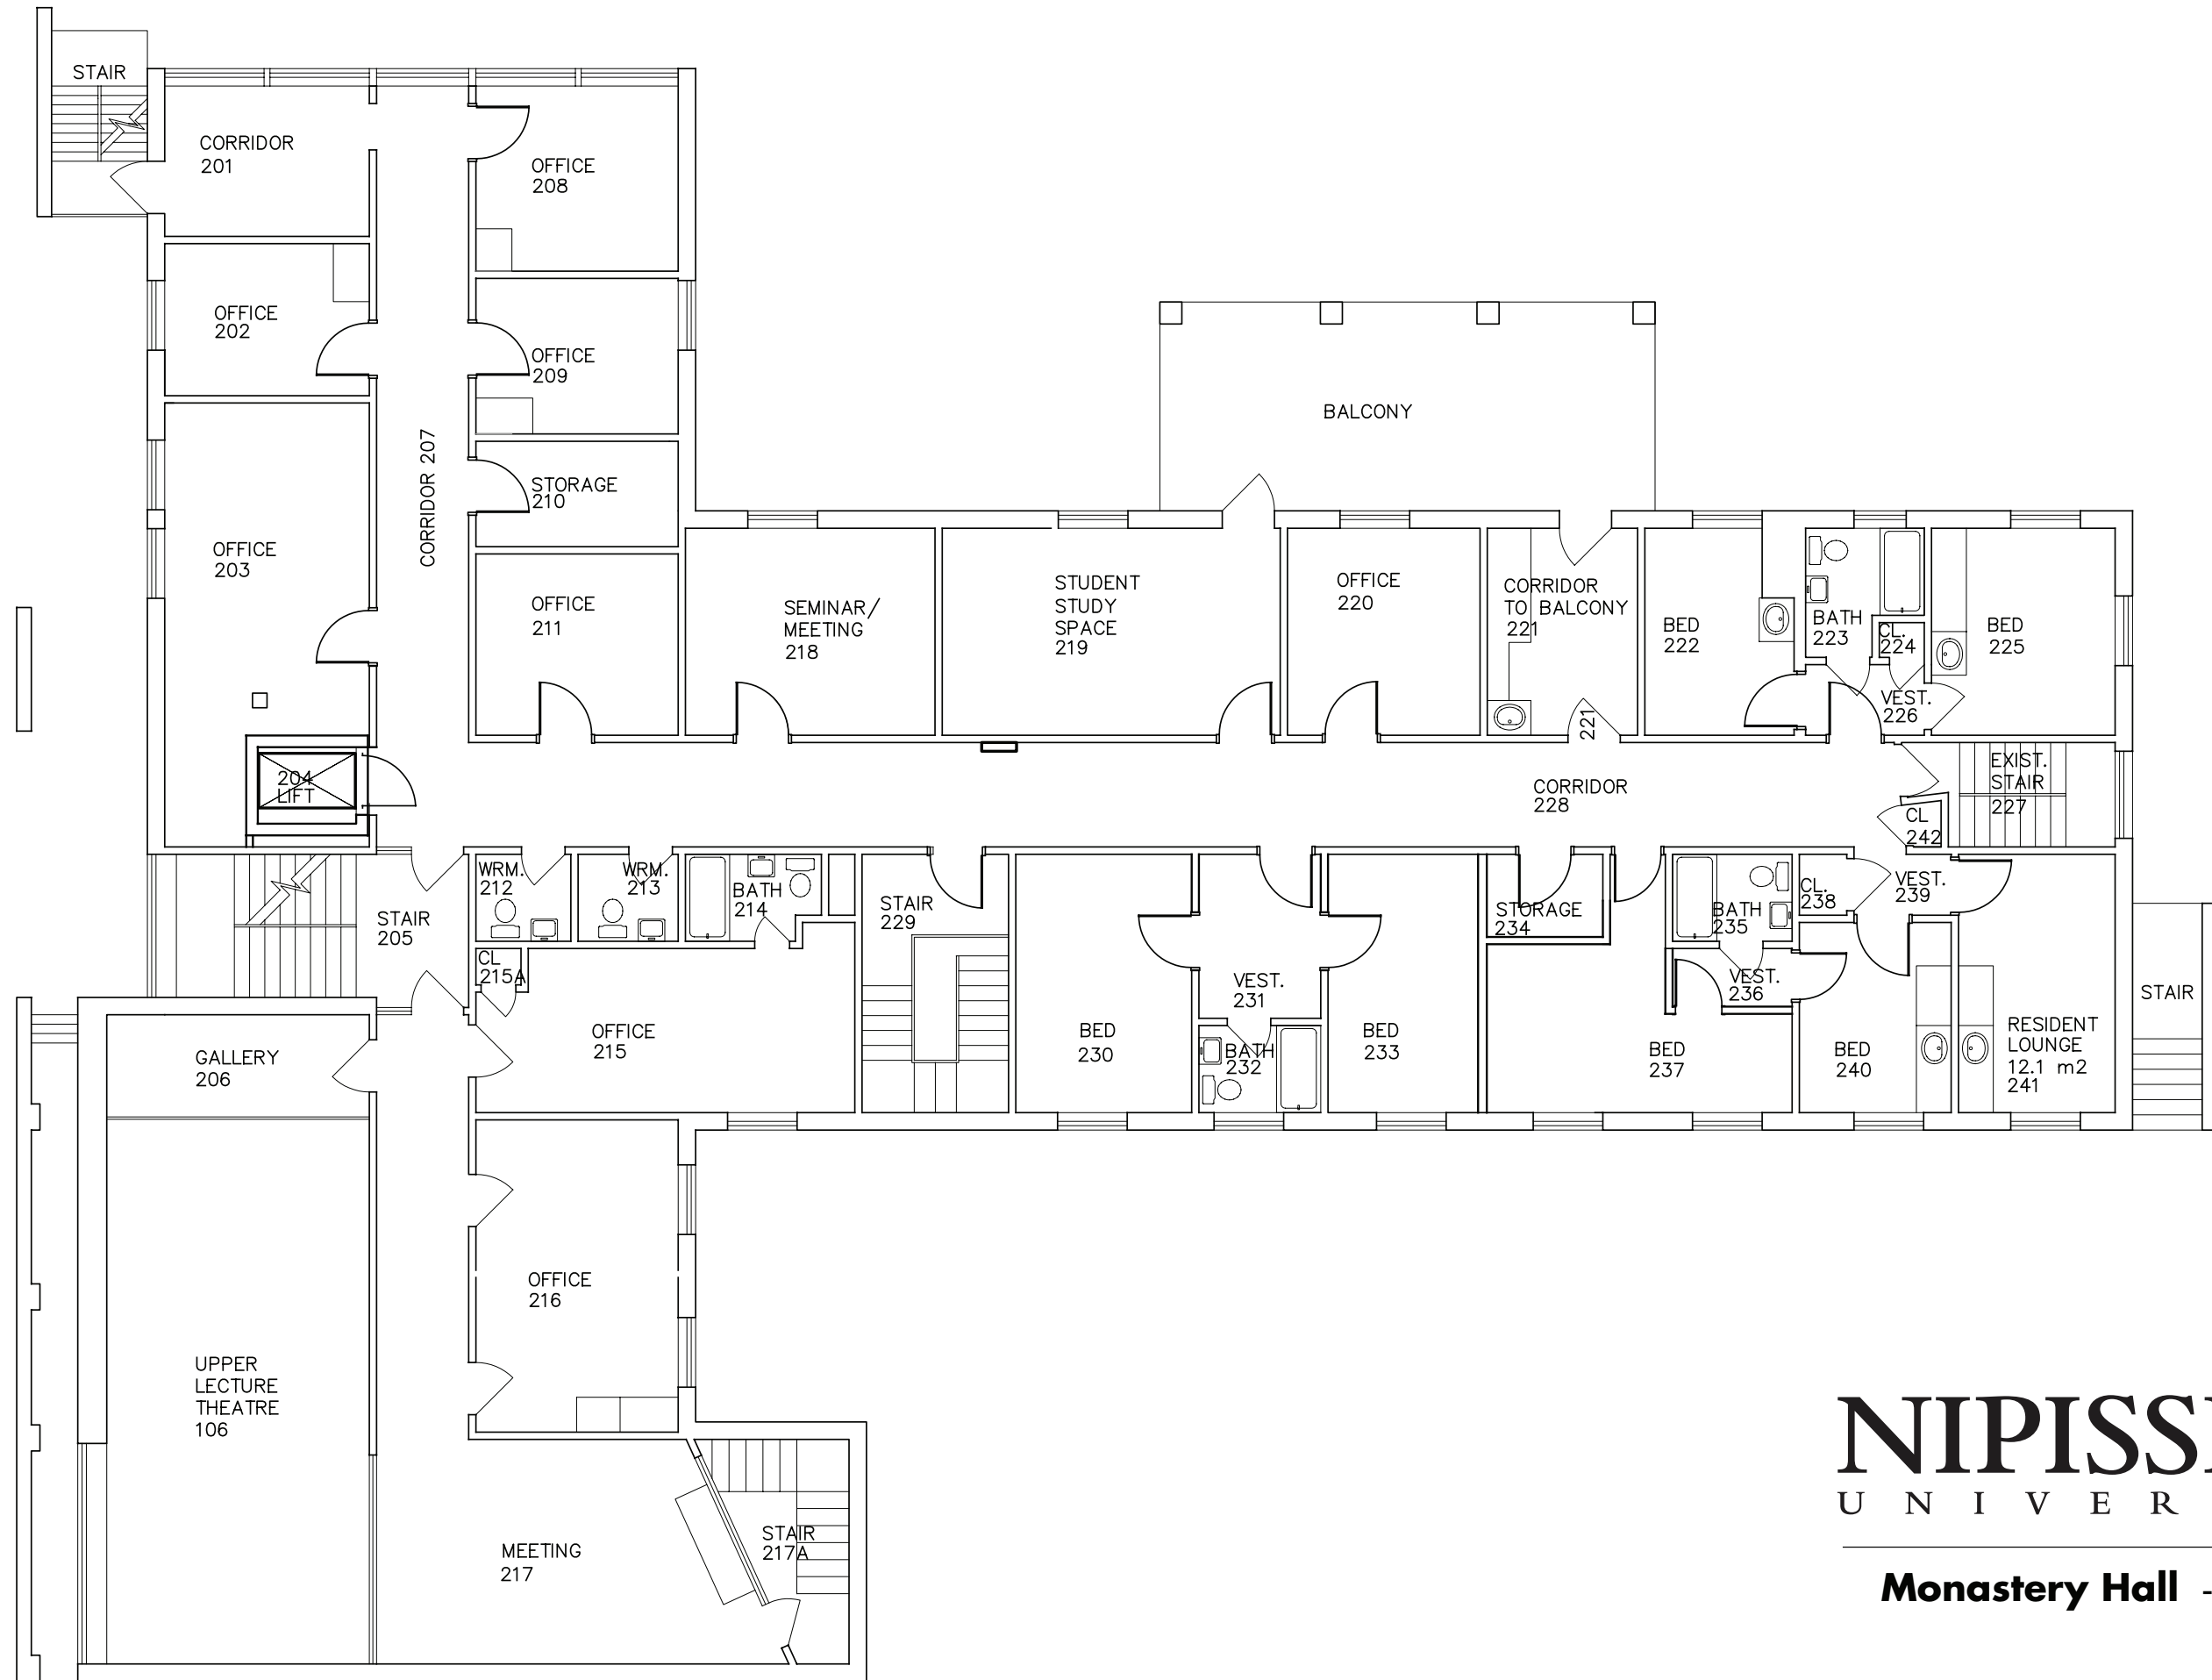 STAIR
CORRIDOR
201
OFFICE
208
OFFICE
202
OFFICE
209
CORRIDOR 207
STORAGE
210
OFFICE
203
OFFICE
211
BALCONY
SEMINAR/
MEETING
218
STUDENT
STUDY
SPACE
219
OFFICE
220
CORRIDOR
TO BALCONY
221
221
BED
222
BATH
223
CL.
224
BED
225
VEST.
226
204
LIFT
CORRIDOR
228
EXIST.
STAIR
227
CL
242
WRM.
212
WRM.
213
BATH
214
STAIR
205
CL
215A
OFFICE
215
STAIR
229
BED
230
VEST.
231
BATH
232
BED
233
STORAGE
234
BATH
235
VEST.
236
BED
237
CL.
238
VEST.
239
BED
240
RESIDENT
LOUNGE
12.1 m2
241
STAIR
GALLERY
206
OFFICE
216
UPPER
LECTURE
THEATRE
106
MEETING
217
STAIR
217A
NIPISS
UNIVER
Monastery Hall -